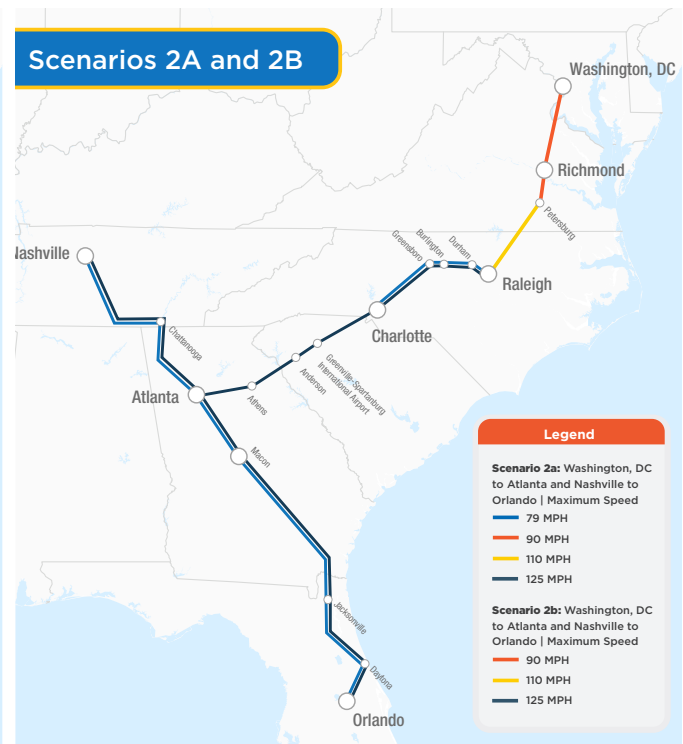 Scenarios 2A and 2B
Washington, DC
Richmond
Petersburg
Durham
Burlington
Greensboro
Raleigh
Charlotte
Greenville-Spartanburg
International Airport
Anderson
Athens
Nashville
Chattanooga
Atlanta
Macon
Jacksonville
Daytona
Orlando
Legend
Scenario 2a: Washington, DC
to Atlanta and Nashville to
Orlando | Maximum Speed
79 MPH
90 MPH
110 MPH
125 MPH
Scenario 2b: Washington, DC
to Atlanta and Nashville to
Orlando | Maximum Speed
90 MPH
110 MPH
125 MPH